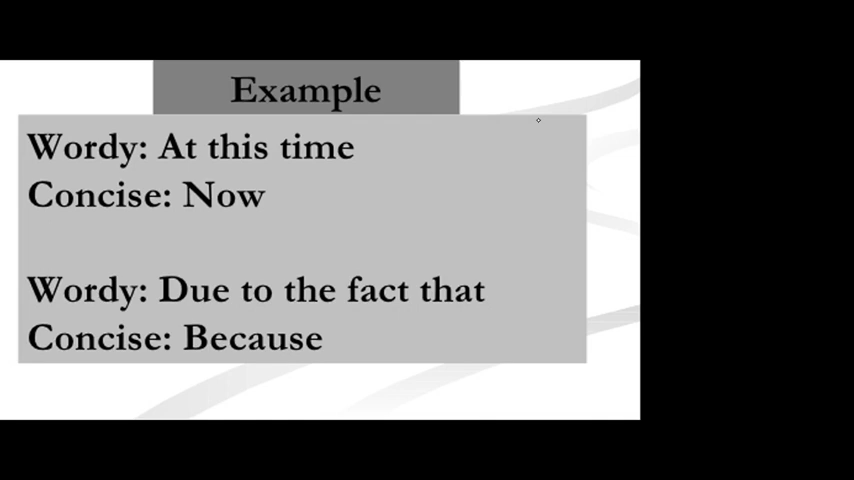 Example
Wordy: At this time
Concise: Now
Wordy: Due to the fact that
Concise: Because